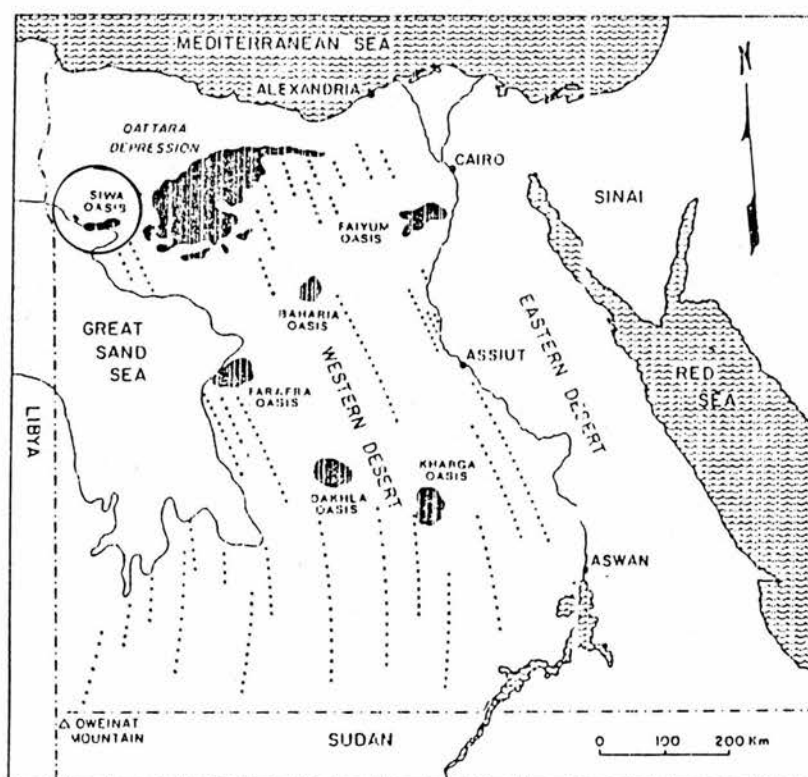 MEDITERRANEAN SEA
N
ALEXANDRIA
QATTARA
DEPRESSION
CAIRO
SIWA
OASIS
SINAI
FAIYUM
OASIS
BAHARIA
OASIS
GREAT
SAND
SEA
WESTERN DESERT
EASTERN DESERT
ASSIUT
RED
SEA
FARAFRA
OASIS
LIBYA
KHARGA
OASIS
DAKHLA
OASIS
ASWAN
OWEINAT
MOUNTAIN
SUDAN
0 100 200 Km